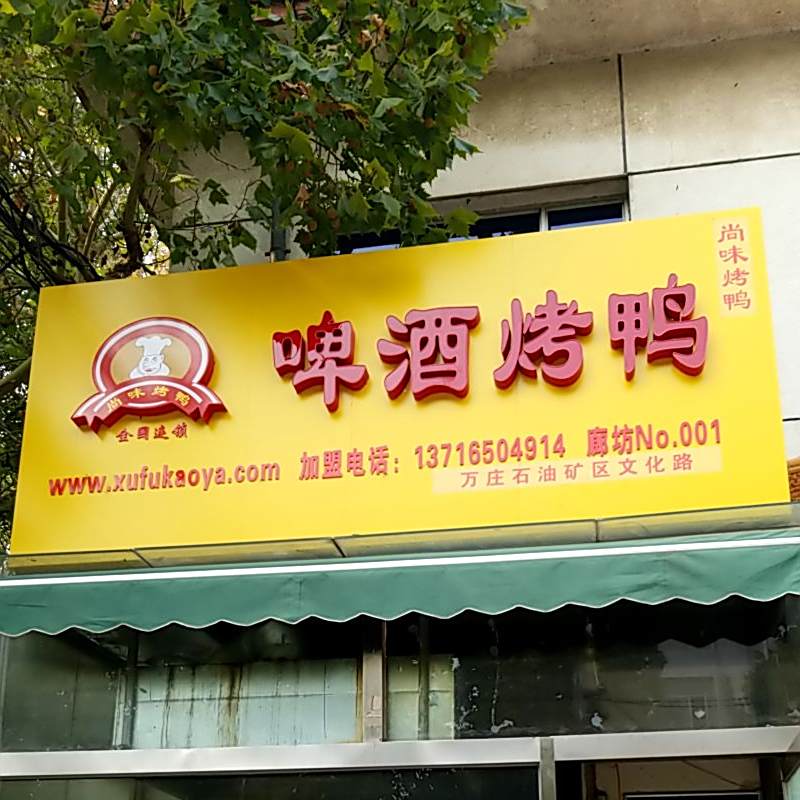 尚味烤鸭
啤酒烤鸭
尚味烤鸭
全国连锁
www.xufukaoya.com 加盟电话：13716504914 廊坊No.001
万庄石油矿区文化路